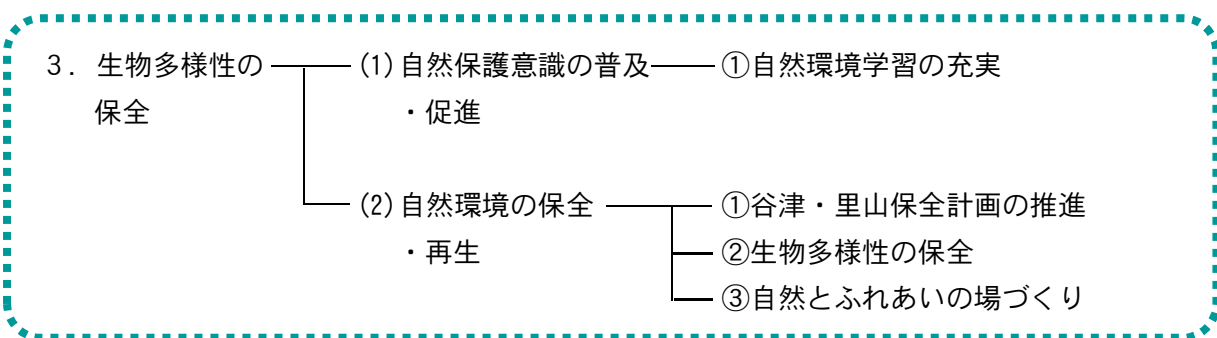 3．生物多様性の (1)自然保護意識の普及 ①自然環境学習の充実
保全 ・促進
(2)自然環境の保全 ①谷津・里山保全計画の推進
・再生 ②生物多様性の保全
③自然とふれあいの場づくり